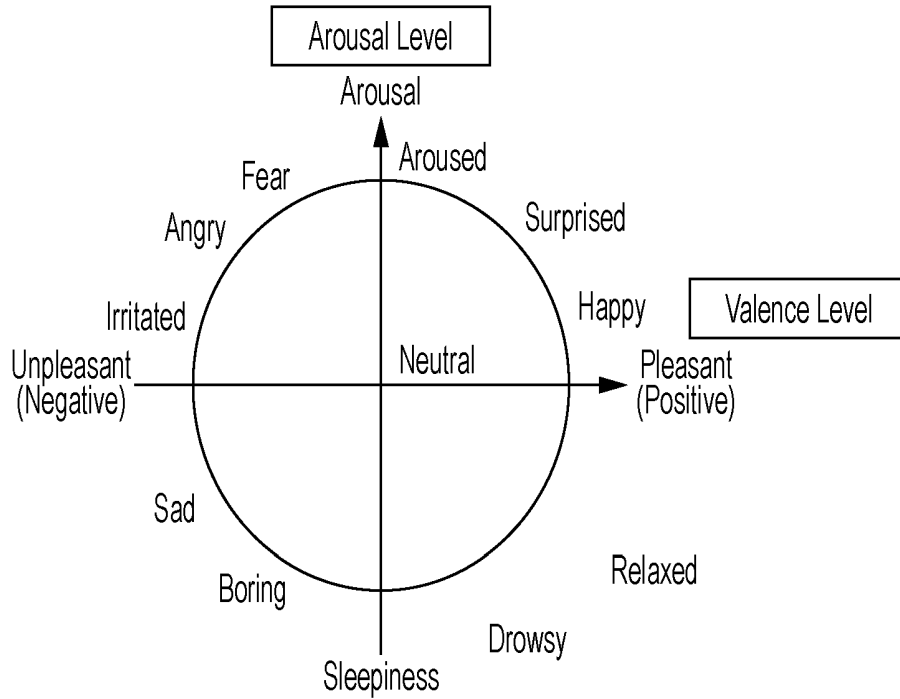 Arousal Level
Arousal
Aroused
Fear
Surprised
Angry
Happy
Valence Level
Irritated
Neutral
Unpleasant
(Negative)
Pleasant
(Positive)
Sad
Relaxed
Boring
Drowsy
Sleepiness